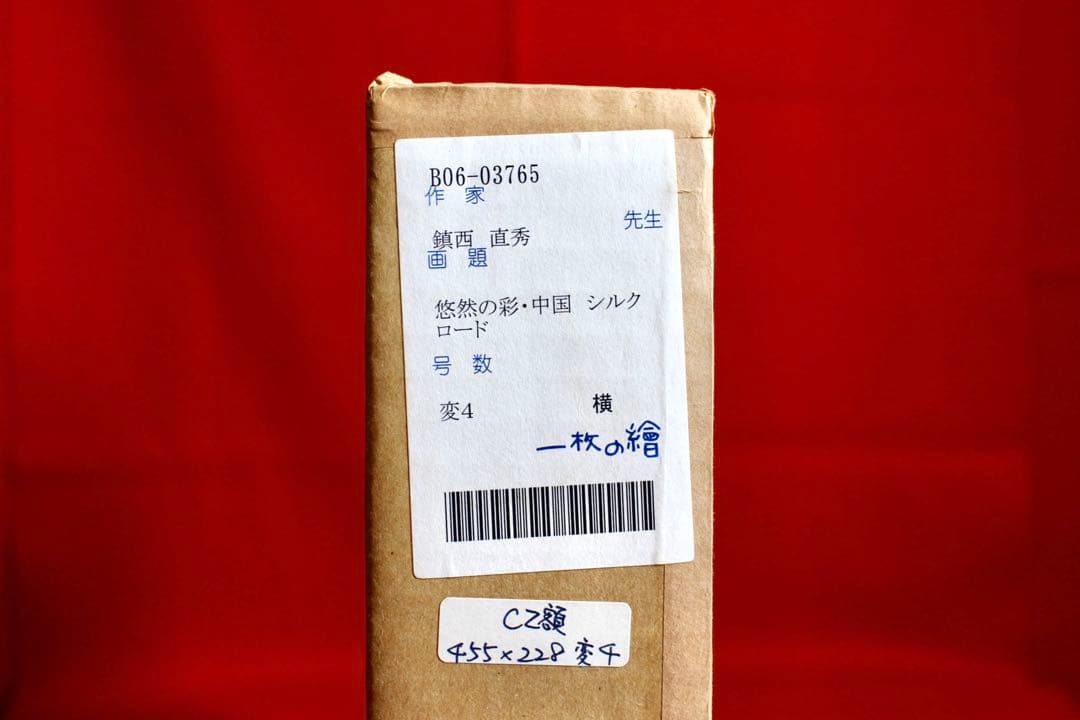 B06-03765
作 家
先生
鎮西 直秀
画 題
悠然の彩・中国 シルク
ロード
号 数
変4 横
一枚の繪
CZ額
455×228 変4